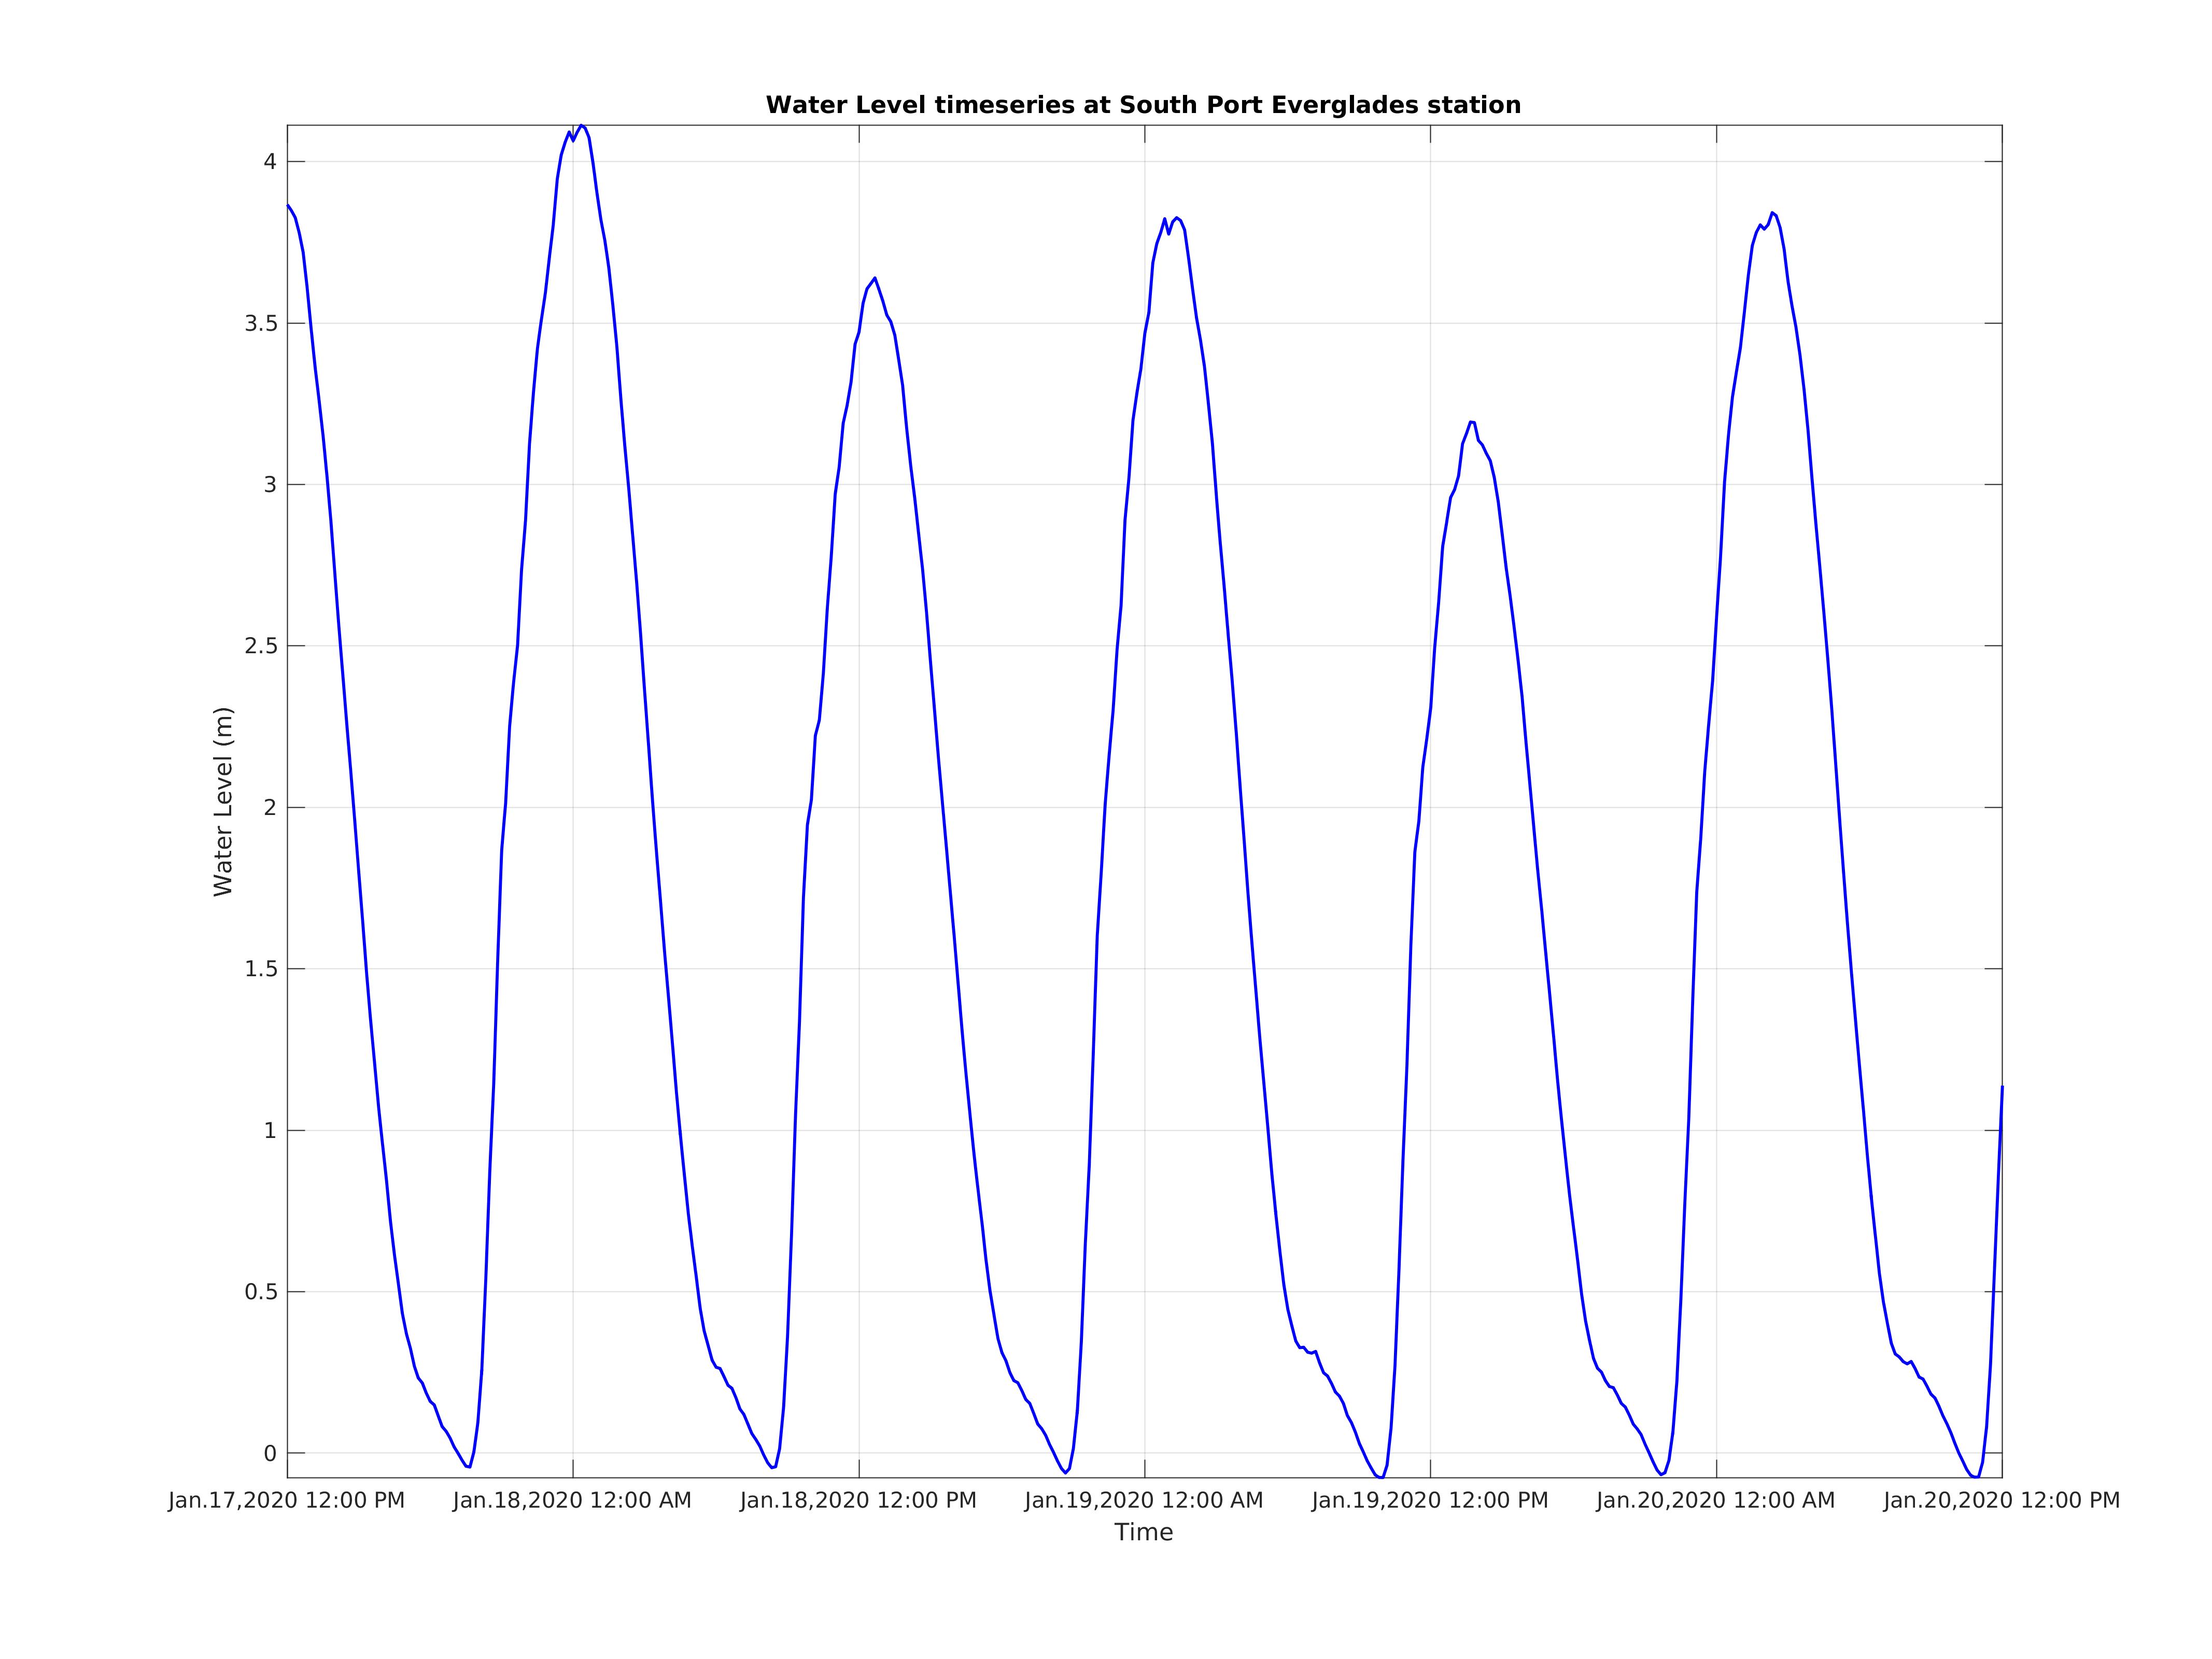 Water Level timeseries at South Port Everglades station
4
3.5
3
2.5
2
1.5
1
0.5
0
Water Level (m)
Jan.17,2020 12:00 PM Jan.18,2020 12:00 AM Jan.18,2020 12:00 PM Jan.19,2020 12:00 AM Jan.19,2020 12:00 PM Jan.20,2020 12:00 AM Jan.20,2020 12:00 PM
Time